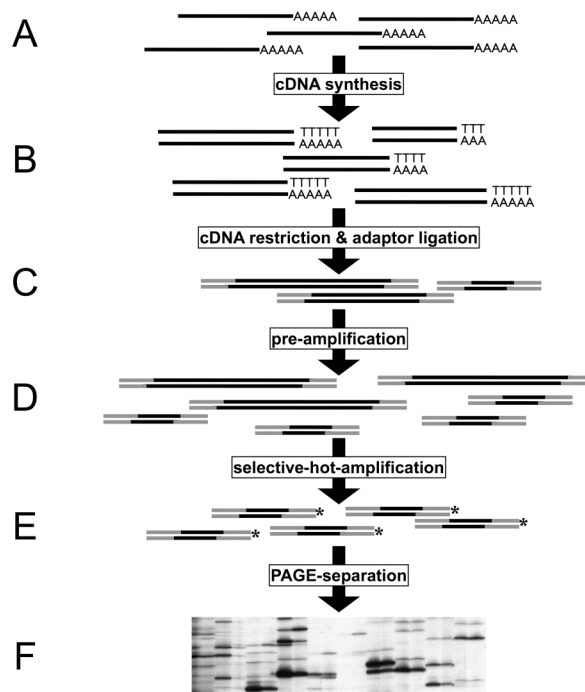 A
AAAAA
AAAAA
AAAAA
AAAAA
AAAAA
cDNA synthesis
B
TTTTT
AAAAA
TTT
AAA
TTTT
AAAA
TTTTT
AAAAA
TTTTT
AAAAA
cDNA restriction & adaptor ligation
C
pre-amplification
D
selective-hot-amplification
E
*
*
*
*
*
PAGE-separation
F